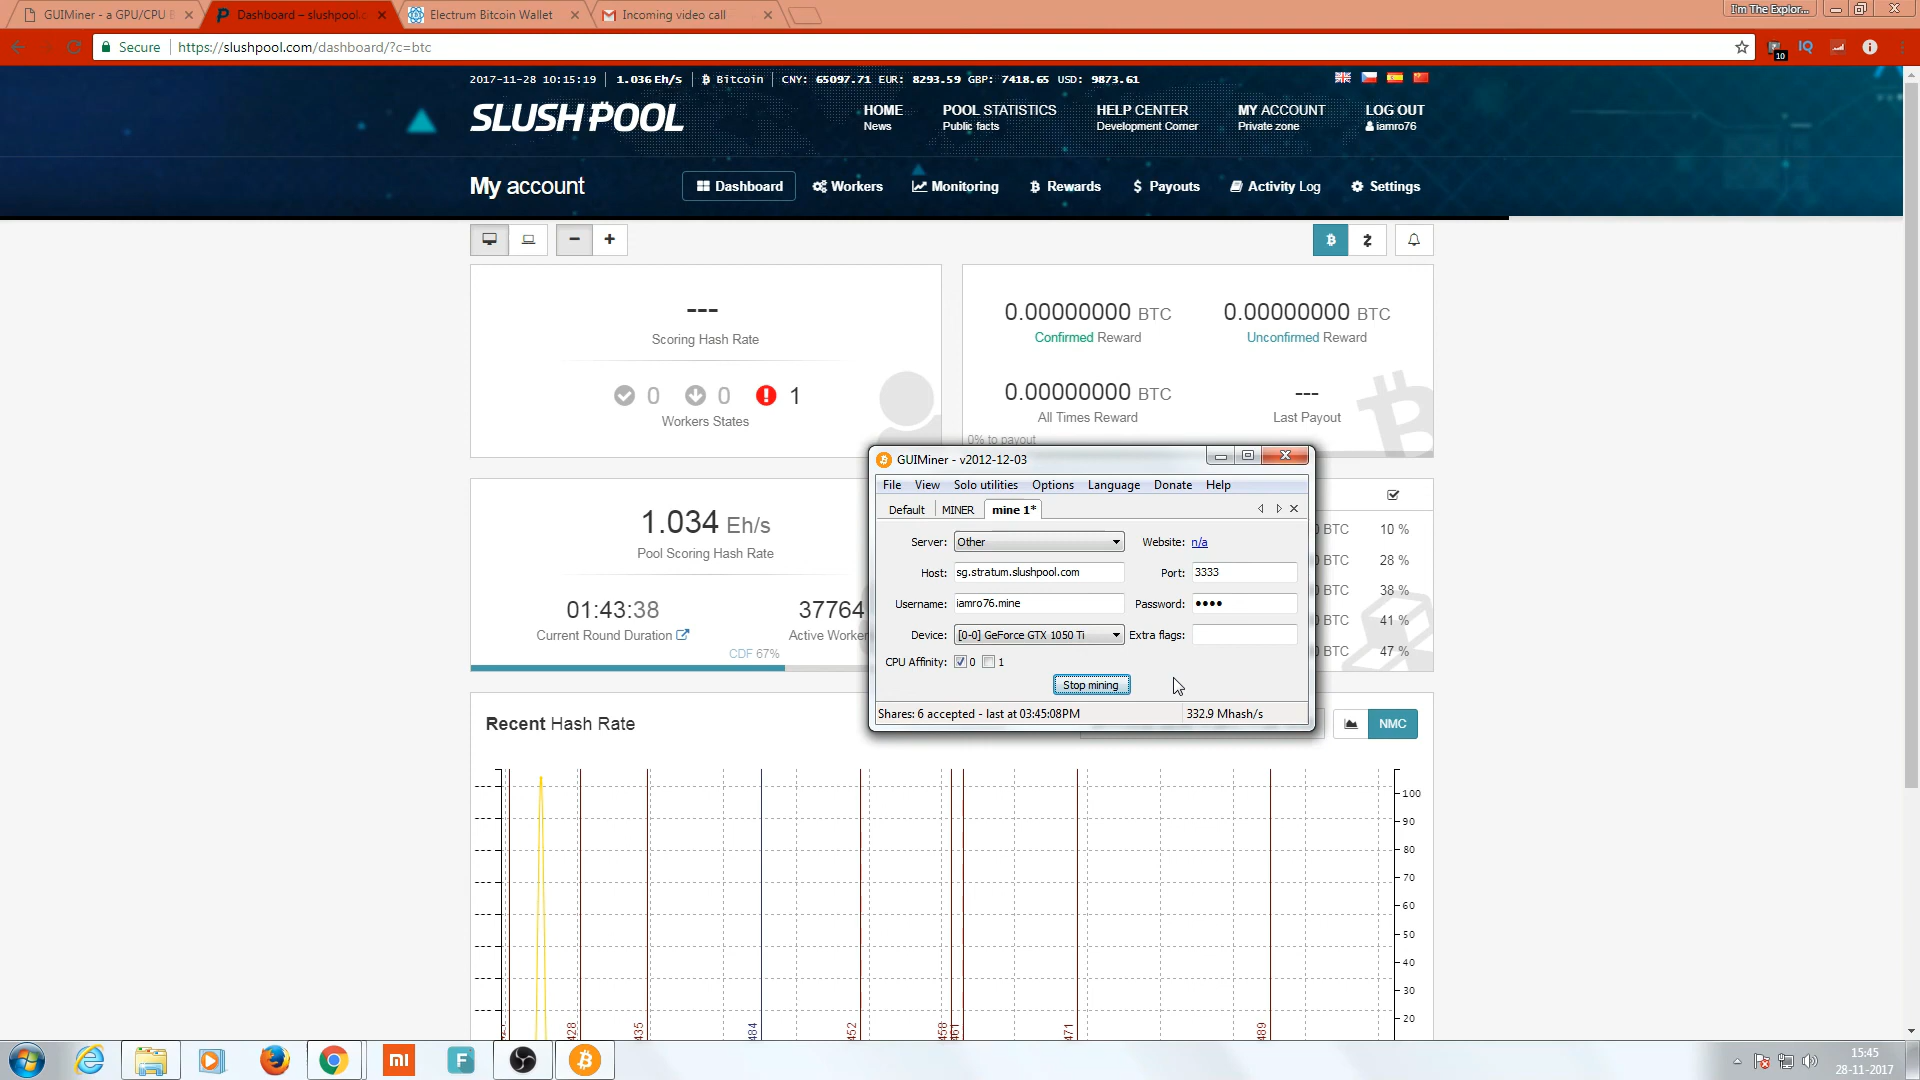 GUIMiner - a GPU/CPU B
Dashboard – slushpool.c
Electrum Bitcoin Wallet
Incoming video call
I'm The Explor...
Secure
https://slushpool.com/dashboard/?c=btc
10
IQ
2017-11-28 10:15:19 | 1.036 Eh/s | Bitcoin | CNY: 65097.71 EUR: 8293.59 GBP: 7418.65 USD: 9873.61
SLUSH POOL
HOME
News
POOL STATISTICS
Public facts
HELP CENTER
Development Corner
MY ACCOUNT
Private zone
LOG OUT
iamro76
My account
Dashboard
Workers
Monitoring
Rewards
$ Payouts
Activity Log
Settings
---
Scoring Hash Rate
0 0 1
Workers States
0.00000000 BTC
Confirmed Reward
0.00000000 BTC
Unconfirmed Reward
0.00000000 BTC
All Times Reward
---
Last Payout
0% to payout
1.034 Eh/s
Pool Scoring Hash Rate
01:43:38
Current Round Duration
37764
Active Worker
CDF 67%
BTC 10 %
BTC 28 %
BTC 38 %
BTC 41 %
BTC 47 %
GUIMiner - v2012-12-03
File View Solo utilities Options Language Donate Help
Default MINER mine 1*
Server: Other
Website: n/a
Host: sg.stratum.slushpool.com
Port: 3333
Username: iamro76.mine
Password: ••••
Device: [0-0] GeForce GTX 1050 Ti
Extra flags:
CPU Affinity: 0 1
Stop mining
Shares: 6 accepted - last at 03:45:08PM
332.9 Mhash/s
Recent Hash Rate
NMC
100
90
80
70
60
50
40
30
20
428
435
484
452
458
461
471
489
mi
F
15:45
28-11-2017